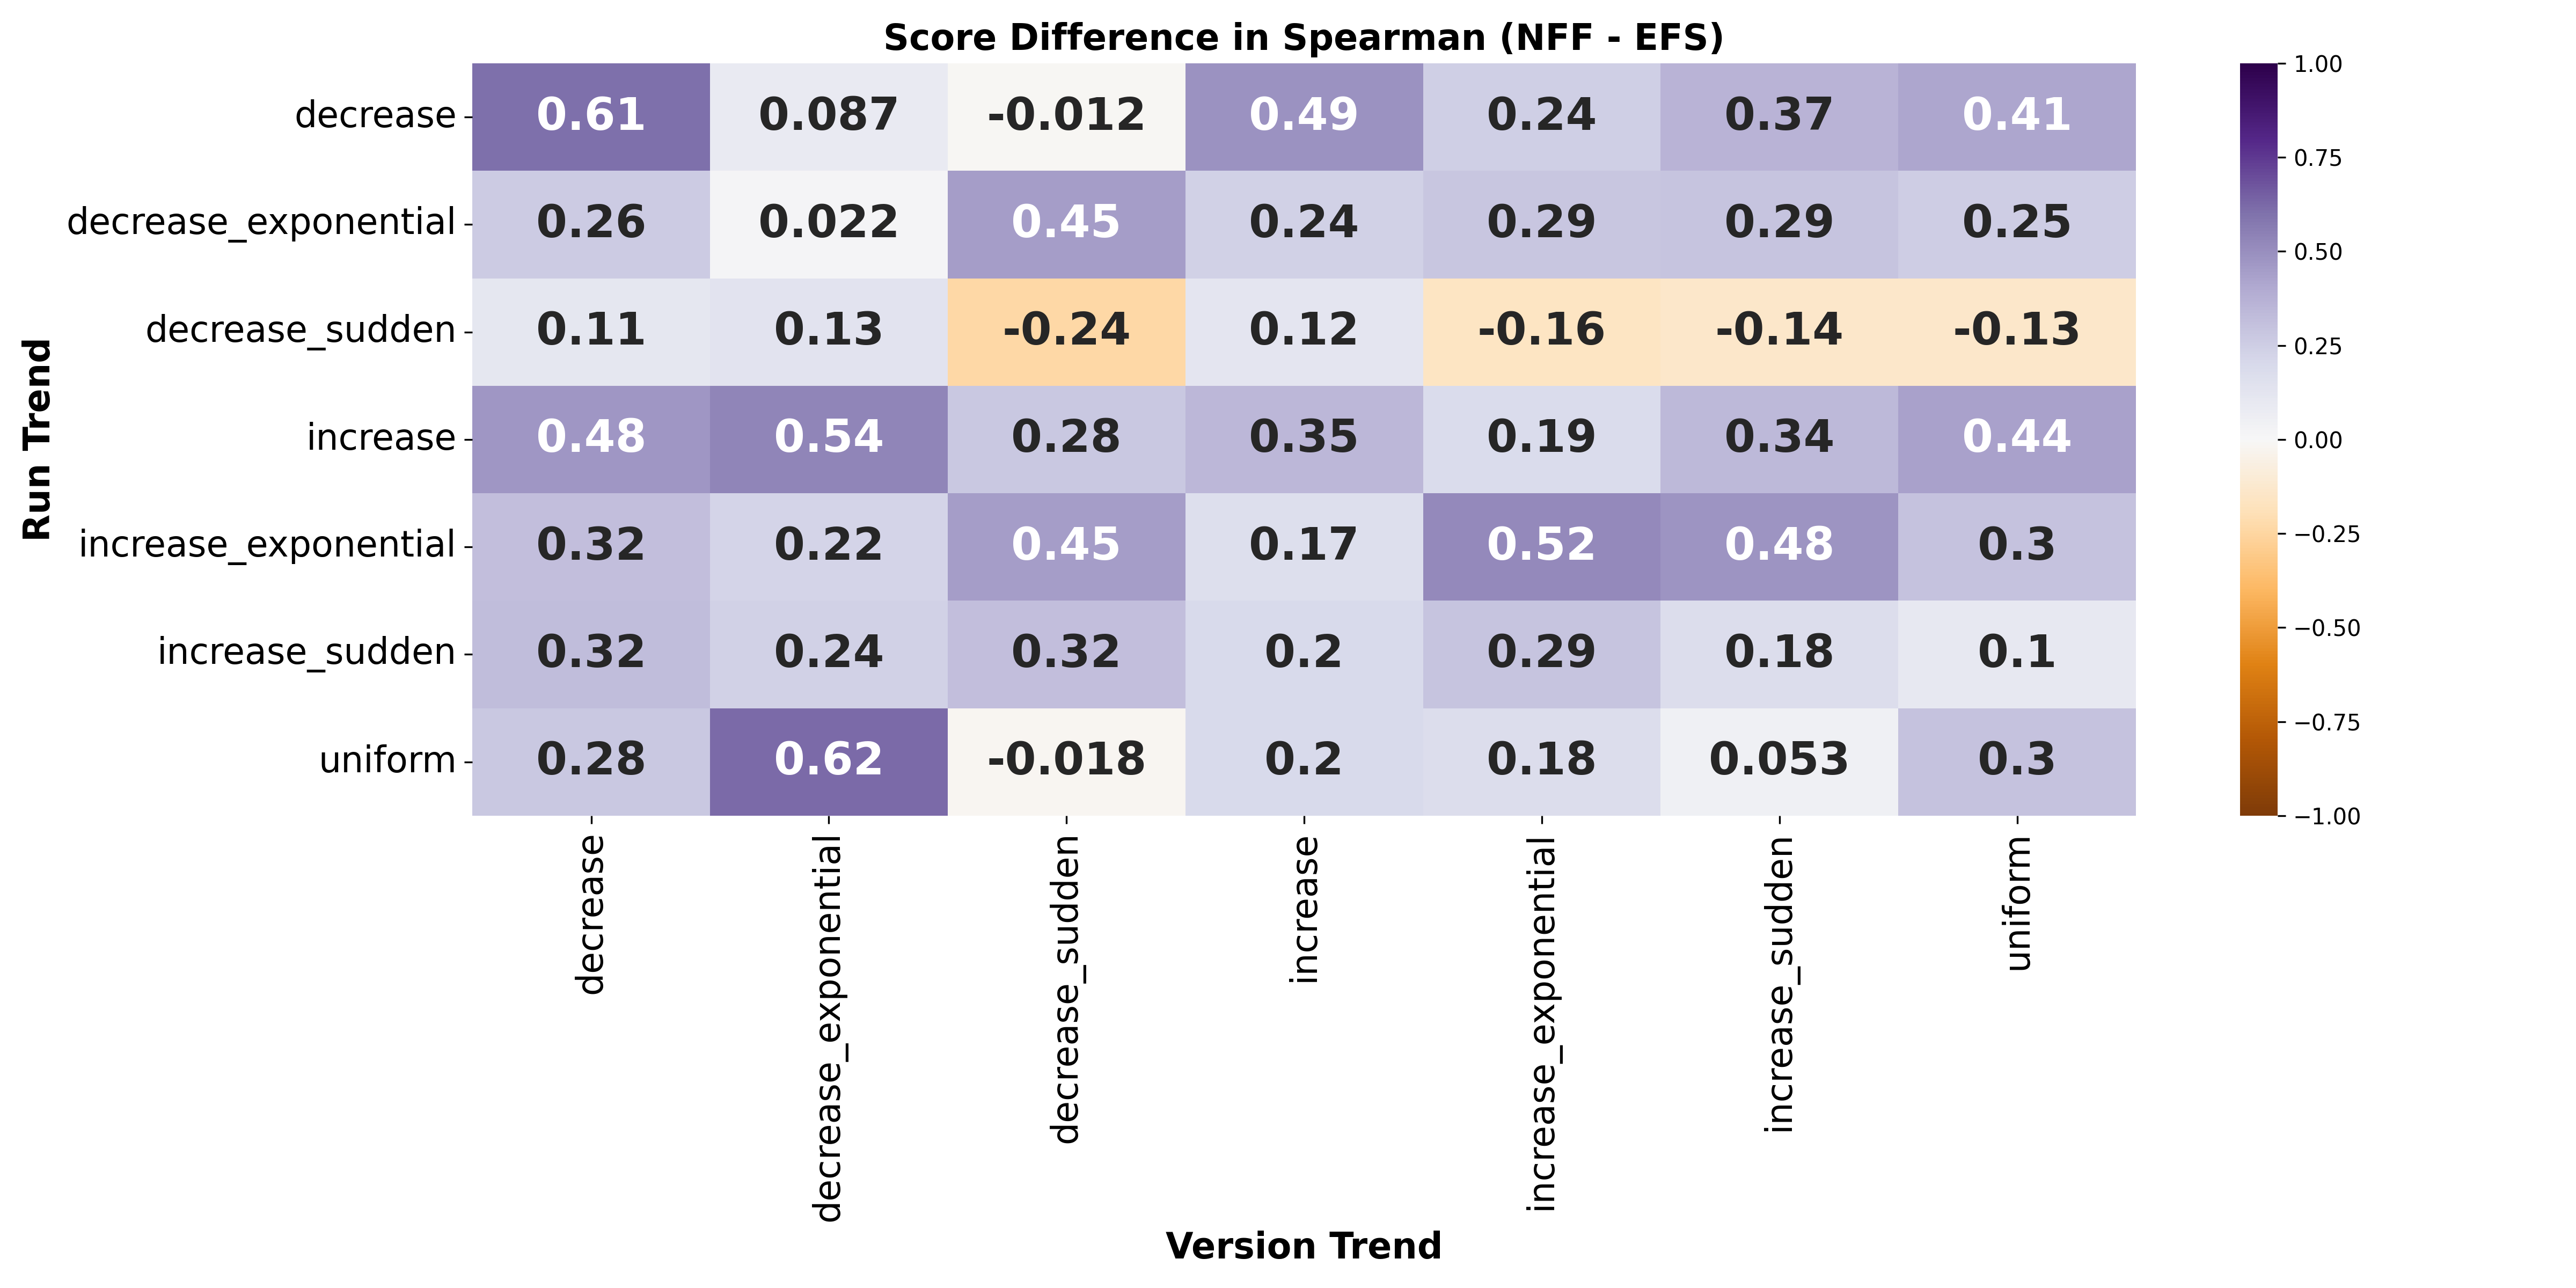 Score Difference in Spearman (NFF - EFS)
Run Trend
decrease 0.61 0.087 -0.012 0.49 0.24 0.37 0.41
decrease_exponential 0.26 0.022 0.45 0.24 0.29 0.29 0.25
decrease_sudden 0.11 0.13 -0.24 0.12 -0.16 -0.14 -0.13
increase 0.48 0.54 0.28 0.35 0.19 0.34 0.44
increase_exponential 0.32 0.22 0.45 0.17 0.52 0.48 0.3
increase_sudden 0.32 0.24 0.32 0.2 0.29 0.18 0.1
uniform 0.28 0.62 -0.018 0.2 0.18 0.053 0.3
decrease
decrease_exponential
decrease_sudden
increase
increase_exponential
increase_sudden
uniform
Version Trend
1.00
0.75
0.50
0.25
0.00
−0.25
−0.50
−0.75
−1.00